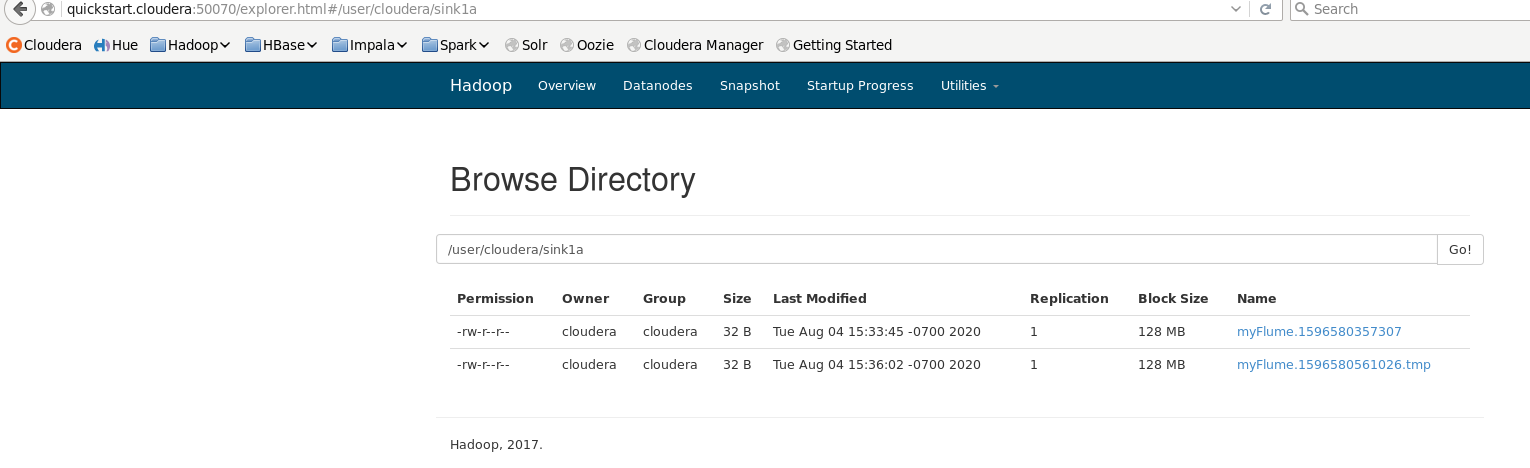 quickstart.cloudera:50070/explorer.html#/user/cloudera/sink1a Search
Cloudera Hue Hadoop HBase Impala Spark Solr Oozie Cloudera Manager Getting Started
Hadoop Overview Datanodes Snapshot Startup Progress Utilities
Browse Directory
/user/cloudera/sink1a Go!
Permission Owner Group Size Last Modified Replication Block Size Name
-rw-r--r-- cloudera cloudera 32 B Tue Aug 04 15:33:45 -0700 2020 1 128 MB myFlume.1596580357307
-rw-r--r-- cloudera cloudera 32 B Tue Aug 04 15:36:02 -0700 2020 1 128 MB myFlume.1596580561026.tmp
Hadoop, 2017.